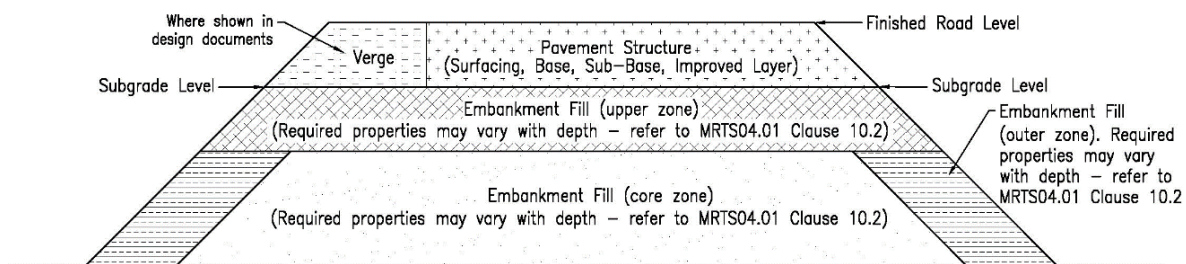 Where shown in
design documents
Finished Road Level
Verge
Pavement Structure
(Surfacing, Base, Sub-Base, Improved Layer)
Subgrade Level
Subgrade Level
Embankment Fill (upper zone)
(Required properties may vary with depth – refer to MRTS04.01 Clause 10.2)
Embankment Fill
(outer zone). Required
properties may vary
with depth – refer to
MRTS04.01 Clause 10.2
Embankment Fill (core zone)
(Required properties may vary with depth – refer to MRTS04.01 Clause 10.2)